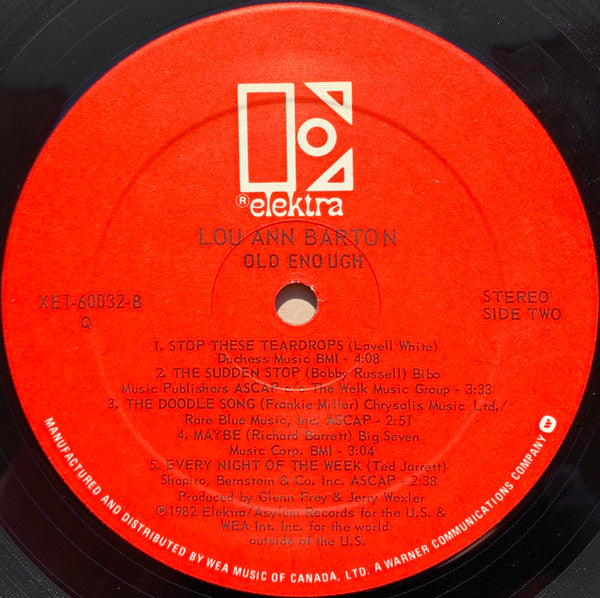 ® elektra
LOU ANN BARTON
OLD ENOUGH
XE1-60032-B
Q
STEREO
SIDE TWO
1. STOP THESE TEARDROPS (Lavell White)
Duchess Music BMI - 4:08
2. THE SUDDEN STOP (Bobby Russell) Bibo
Music Publishers ASCAP c/o The Welk Music Group - 3:33
3. THE DOODLE SONG (Frankie Miller) Chrysalis Music Ltd./
Rare Blue Music, Inc. ASCAP - 2:51
4. MAYBE (Richard Barrett) Big Seven
Music Corp. BMI - 3:04
5. EVERY NIGHT OF THE WEEK (Ted Jarrett)
Shapiro, Bernstein & Co. Inc. ASCAP - 2:38
Produced by Glenn Frey & Jerry Wexler
℗1982 Elektra/Asylum Records for the U.S. &
WEA Int. Inc. for the world
outside of the U.S.
MANUFACTURED AND DISTRIBUTED BY WEA MUSIC OF CANADA, LTD. A WARNER COMMUNICATIONS COMPANY